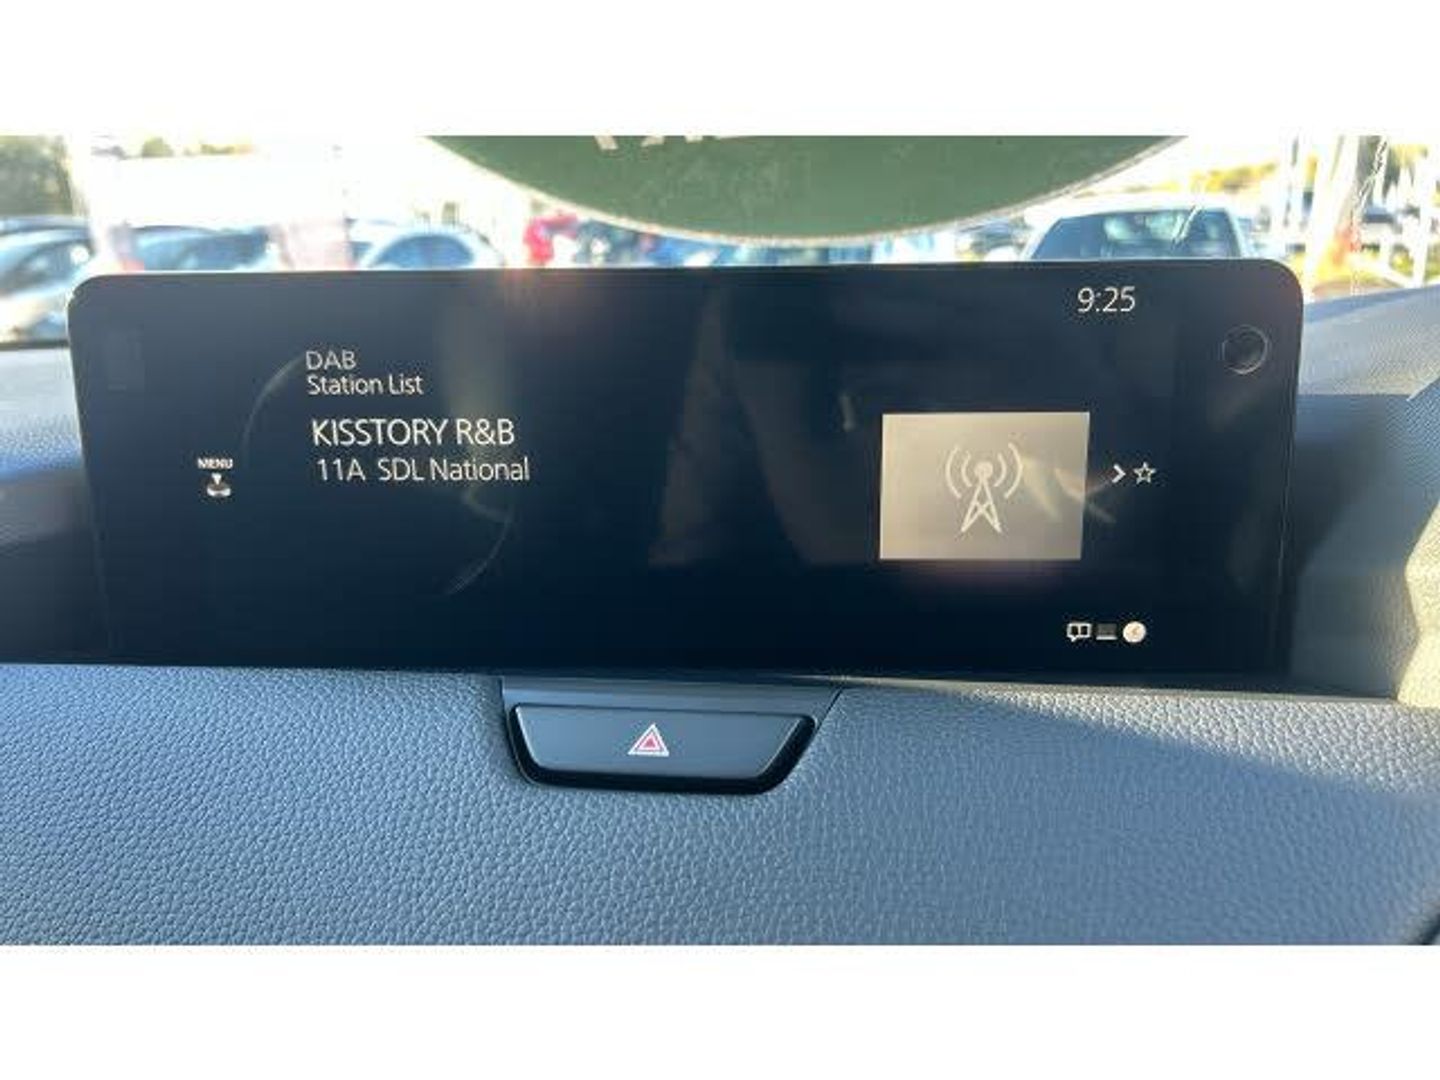 9:25
DAB
Station List
KISSTORY R&B
MENU
11A SDL National